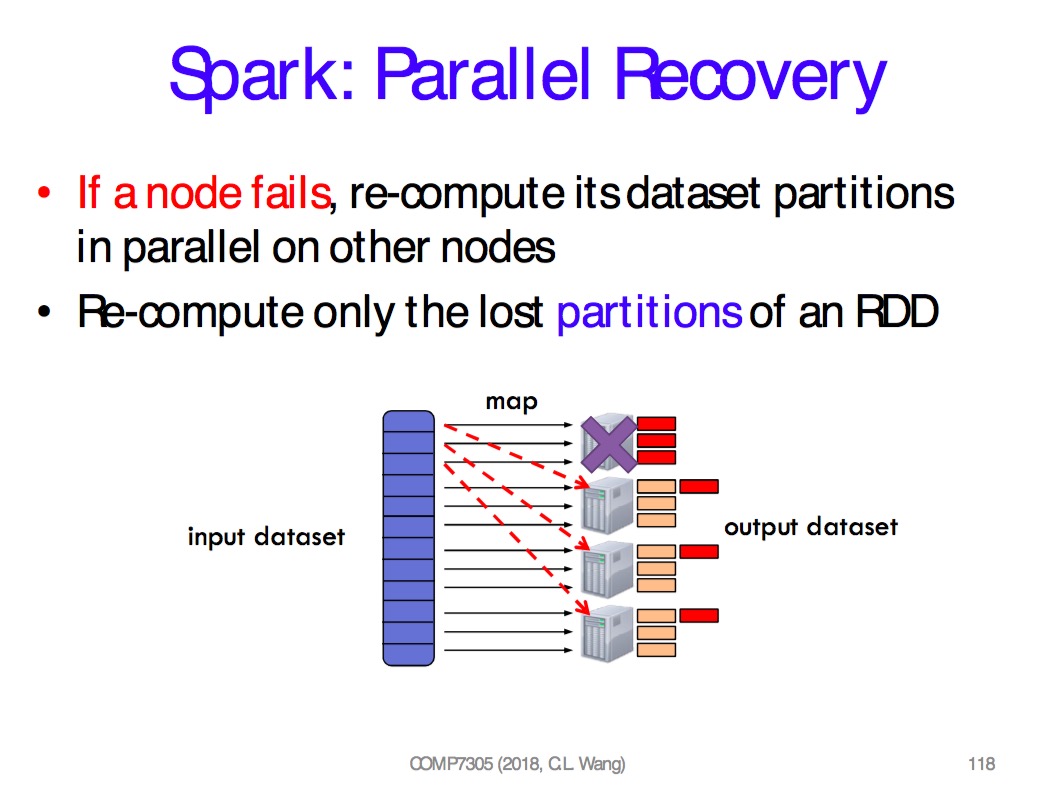 Spark: Parallel Recovery
• If a node fails, re-compute its dataset partitions
in parallel on other nodes
• Re-compute only the lost partitions of an RDD
map
input dataset
output dataset
COMP7305 (2018, C.L. Wang)
118